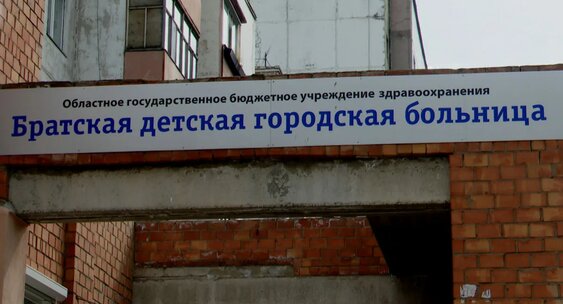 Областное государственное бюджетное учреждение здравоохранения
Братская детская городская больница